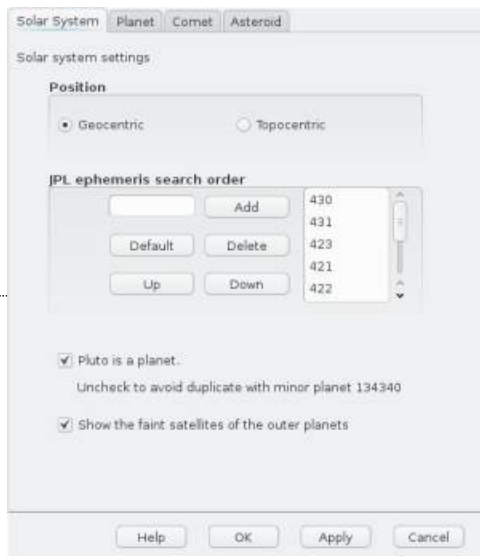 Solar System Planet Comet Asteroid
Solar system settings
Position
Geocentric Topocentric
JPL ephemeris search order
Add
Default Delete
Up Down
430
431
423
421
422
Pluto is a planet.
Uncheck to avoid duplicate with minor planet 134340
Show the faint satellites of the outer planets
Help OK Apply Cancel